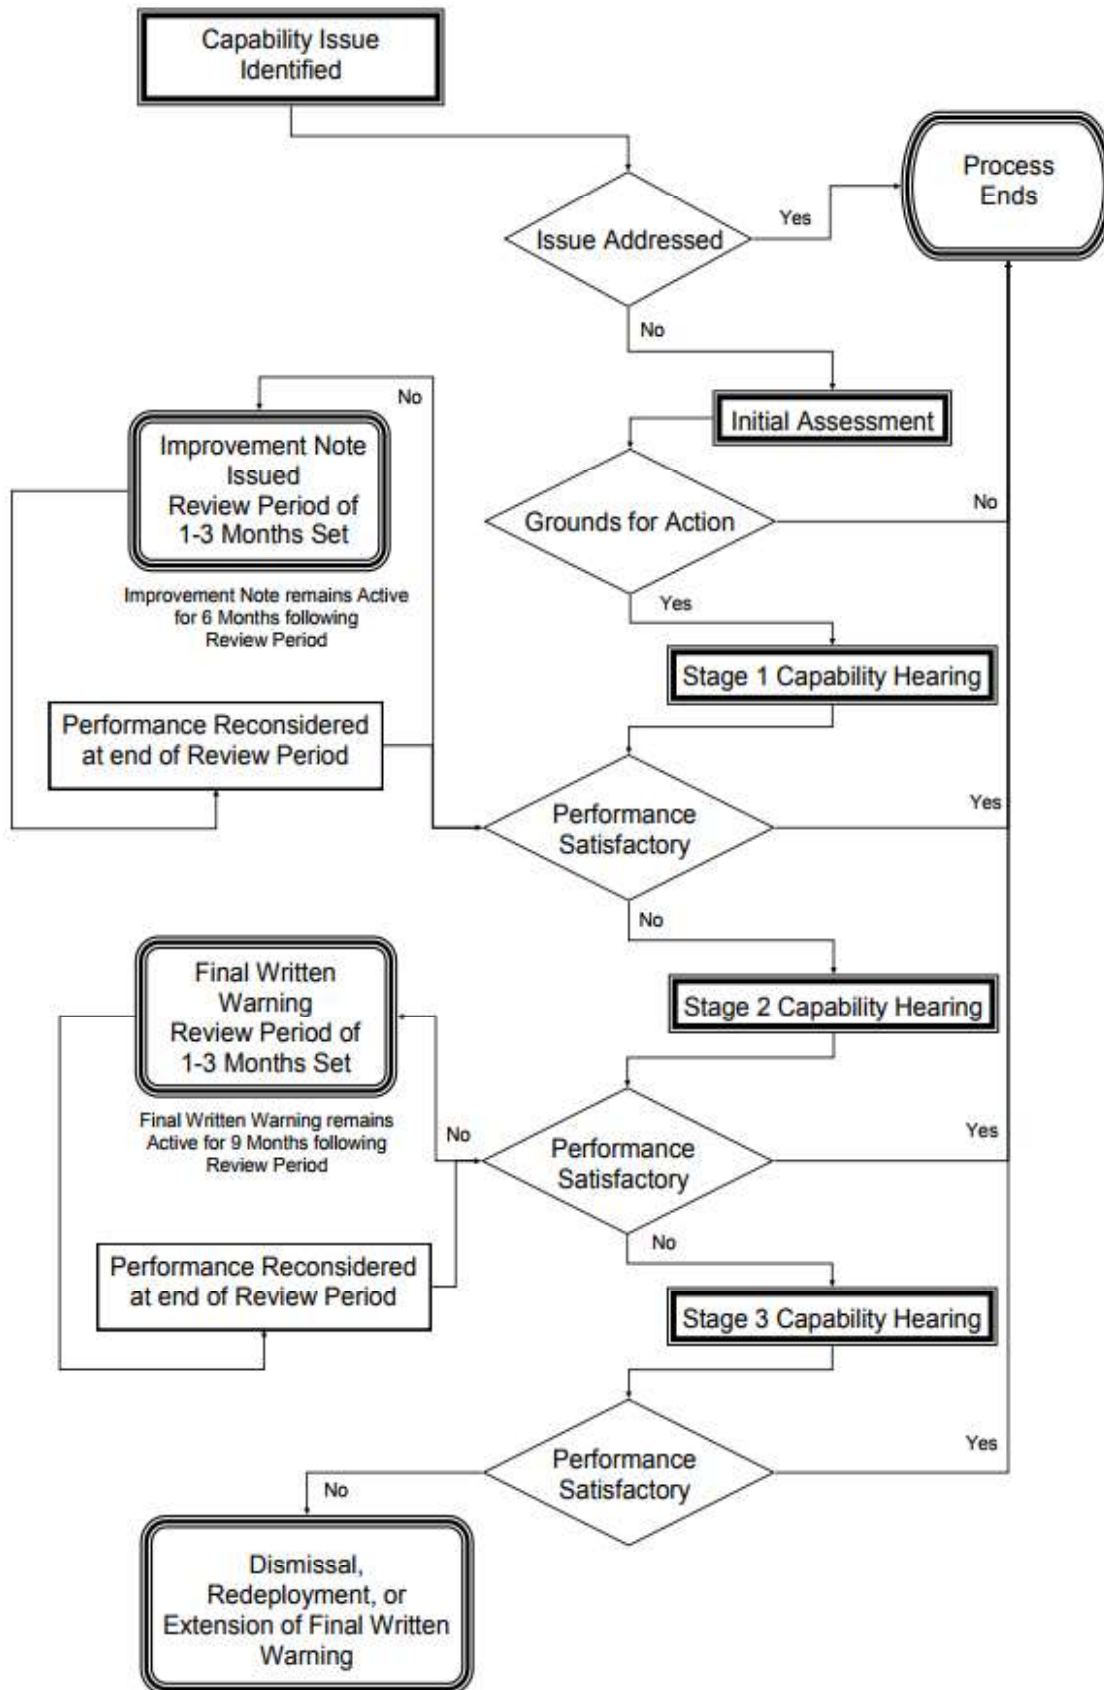 Capability Issue
Identified
Process
Ends
Yes
Issue Addressed
No
No
Initial Assessment
Improvement Note
Issued
Review Period of
1-3 Months Set
Grounds for Action
No
Improvement Note remains Active
for 6 Months following
Review Period
Yes
Stage 1 Capability Hearing
Performance Reconsidered
at end of Review Period
Performance
Satisfactory
Yes
No
Final Written
Warning
Review Period of
1-3 Months Set
Stage 2 Capability Hearing
Final Written Warning remains
Active for 9 Months following
Review Period
No
Performance
Satisfactory
Yes
No
Performance Reconsidered
at end of Review Period
Stage 3 Capability Hearing
Performance
Satisfactory
Yes
No
Dismissal,
Redeployment, or
Extension of Final Written
Warning